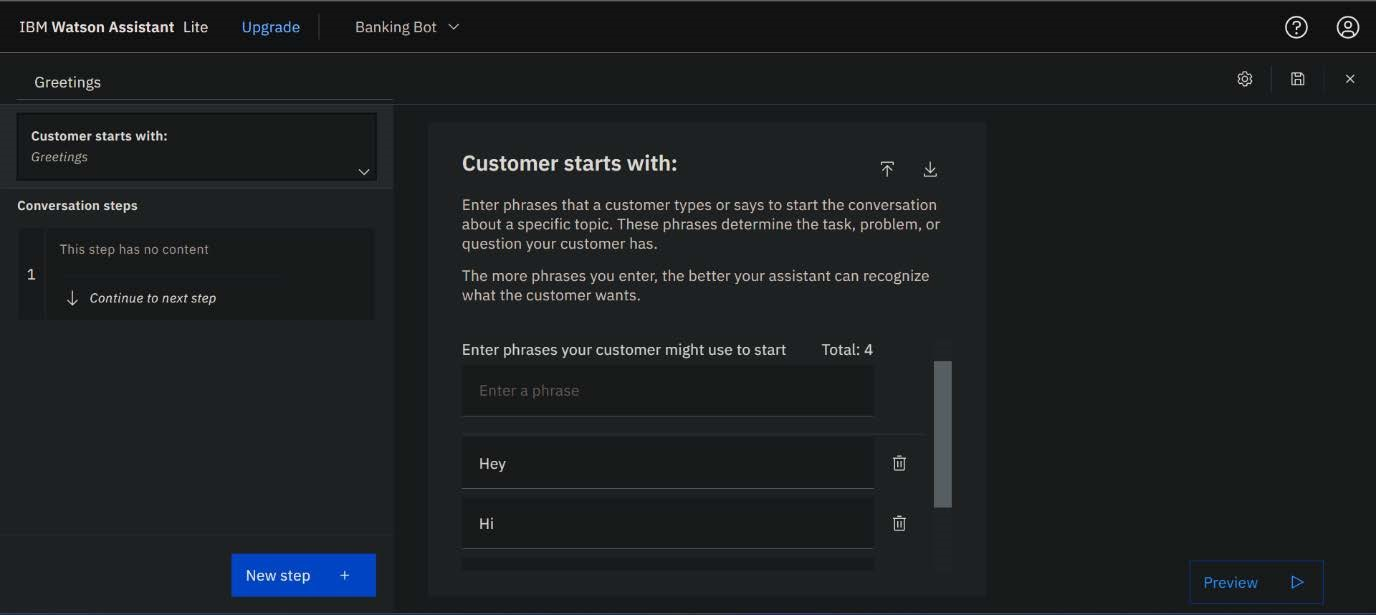 IBM Watson Assistant Lite Upgrade Banking Bot
Greetings
Customer starts with:
Greetings
Conversation steps
1
This step has no content
Continue to next step
New step +
Customer starts with:
Enter phrases that a customer types or says to start the conversation
about a specific topic. These phrases determine the task, problem, or
question your customer has.
The more phrases you enter, the better your assistant can recognize
what the customer wants.
Enter phrases your customer might use to start Total: 4
Enter a phrase
Hey
Hi
Preview